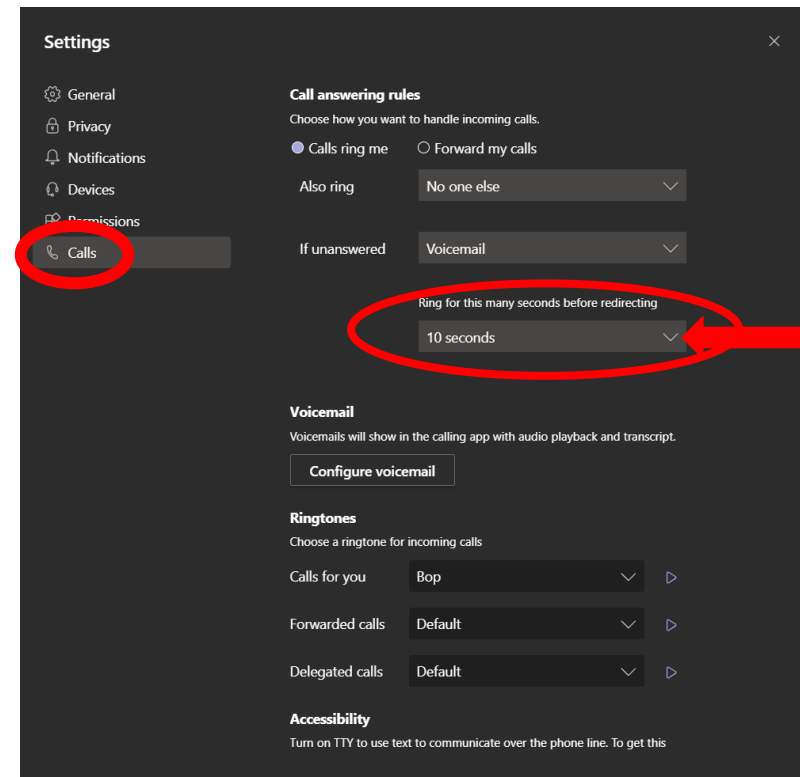 Settings
General
Privacy
Notifications
Devices
Permissions
Calls
Call answering rules
Choose how you want to handle incoming calls.
Calls ring me Forward my calls
Also ring No one else
If unanswered Voicemail
Ring for this many seconds before redirecting
10 seconds
Voicemail
Voicemails will show in the calling app with audio playback and transcript.
Configure voicemail
Ringtones
Choose a ringtone for incoming calls
Calls for you Bop
Forwarded calls Default
Delegated calls Default
Accessibility
Turn on TTY to use text to communicate over the phone line. To get this